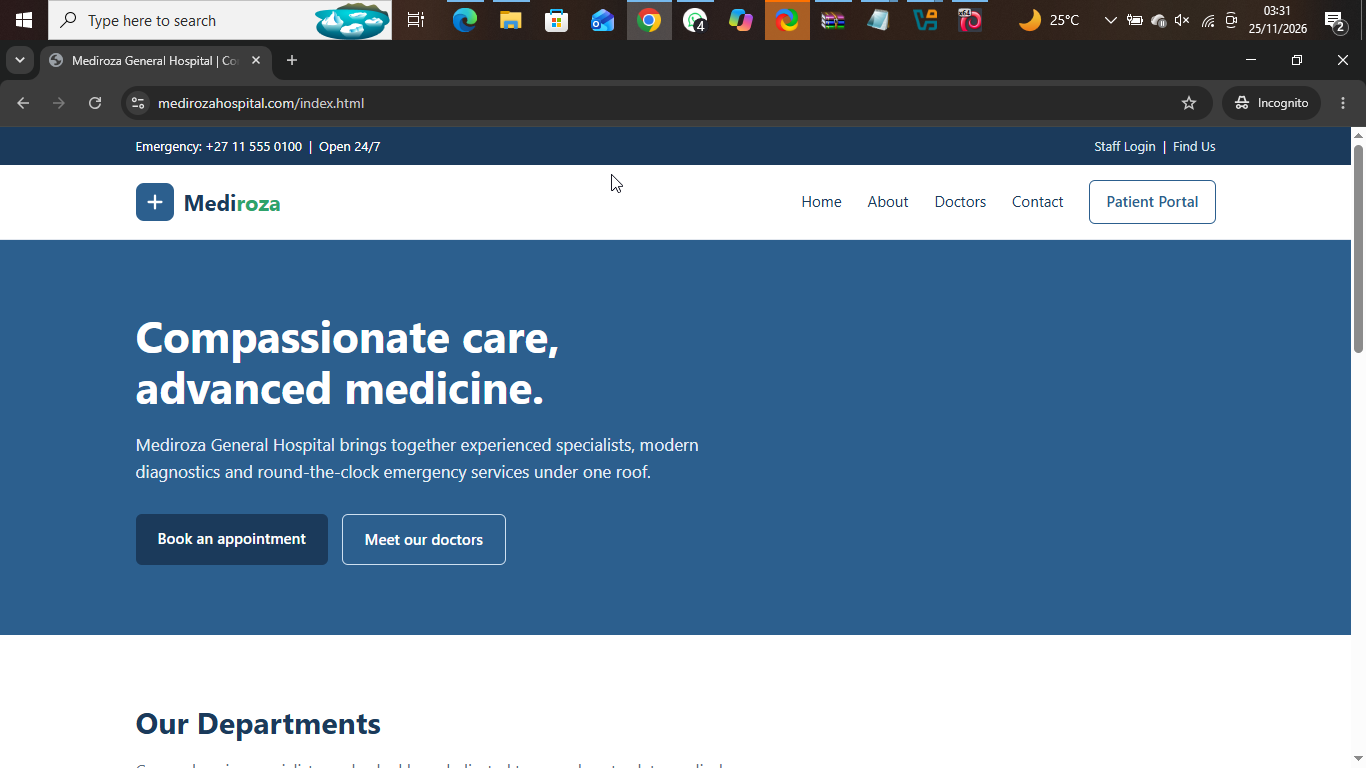 Type here to search
4
25°C
03:31
25/11/2026
2
Mediroza General Hospital | Co
medirozahospital.com/index.html
Incognito
Emergency: +27 11 555 0100 | Open 24/7
Staff Login | Find Us
Mediroza
Home About Doctors Contact Patient Portal
Compassionate care,
advanced medicine.
Mediroza General Hospital brings together experienced specialists, modern
diagnostics and round-the-clock emergency services under one roof.
Book an appointment Meet our doctors
Our Departments